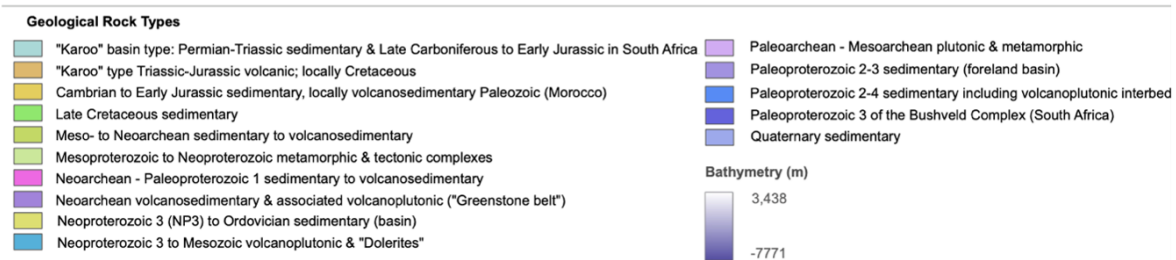 Geological Rock Types
"Karoo" basin type: Permian-Triassic sedimentary & Late Carboniferous to Early Jurassic in South Africa
"Karoo" type Triassic-Jurassic volcanic; locally Cretaceous
Cambrian to Early Jurassic sedimentary, locally volcanosedimentary Paleozoic (Morocco)
Late Cretaceous sedimentary
Meso- to Neoarchean sedimentary to volcanosedimentary
Mesoproterozoic to Neoproterozoic metamorphic & tectonic complexes
Neoarchean - Paleoproterozoic 1 sedimentary to volcanosedimentary
Neoarchean volcanosedimentary & associated volcanoplutonic ("Greenstone belt")
Neoproterozoic 3 (NP3) to Ordovician sedimentary (basin)
Neoproterozoic 3 to Mesozoic volcanoplutonic & "Dolerites"
Paleoarchean - Mesoarchean plutonic & metamorphic
Paleoproterozoic 2-3 sedimentary (foreland basin)
Paleoproterozoic 2-4 sedimentary including volcanoplutonic interbed
Paleoproterozoic 3 of the Bushveld Complex (South Africa)
Quaternary sedimentary
Bathymetry (m)
3,438
-7771